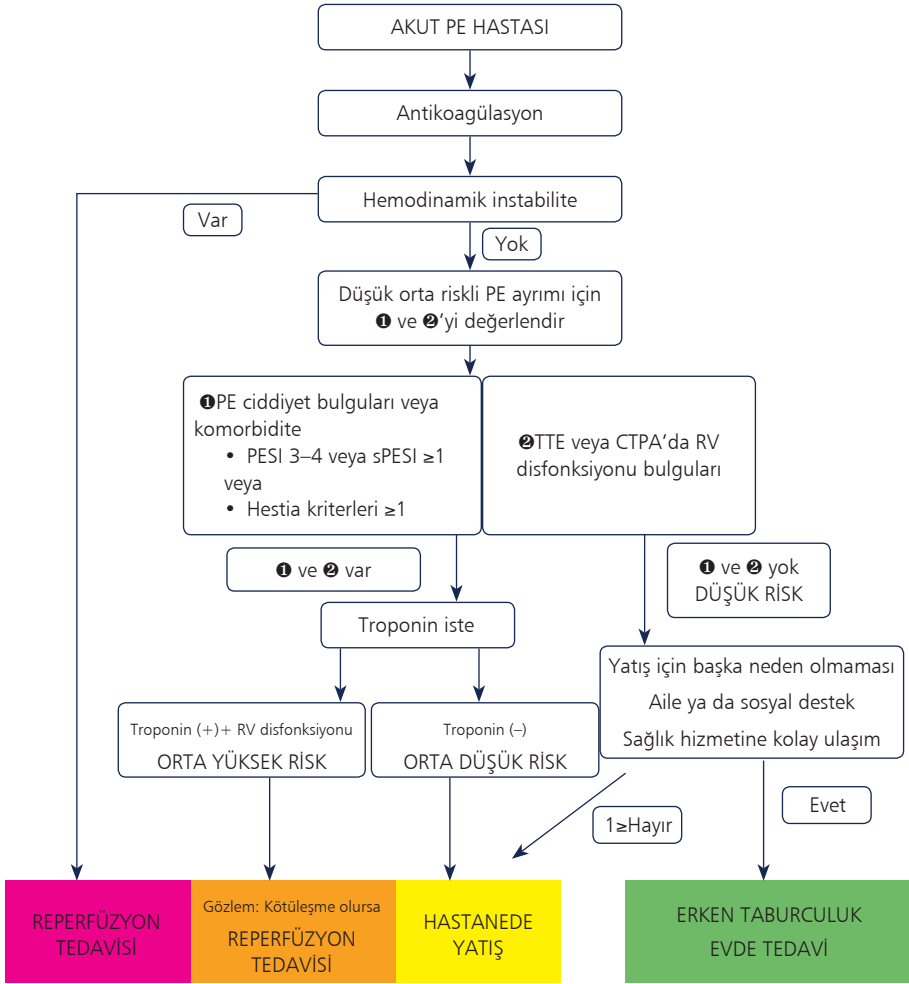 AKUT PE HASTASI
Antikoagülasyon
Hemodinamik instabilite
Var
Yok
Düşük orta riskli PE ayrımı için
❶ ve ❷'yi değerlendir
❶PE ciddiyet bulguları veya
komorbidite
• PESI 3–4 veya sPESI ≥1
veya
• Hestia kriterleri ≥1
❷TTE veya CTPA'da RV
disfonksiyonu bulguları
❶ ve ❷ var
❶ ve ❷ yok
DÜŞÜK RİSK
Troponin iste
Yatış için başka neden olmaması
Aile ya da sosyal destek
Sağlık hizmetine kolay ulaşım
Troponin (+)+ RV disfonksiyonu
ORTA YÜKSEK RİSK
Troponin (–)
ORTA DÜŞÜK RİSK
1≥Hayır
Evet
REPERFÜZYON
TEDAVİSİ
Gözlem: Kötüleşme olursa
REPERFÜZYON
TEDAVİSİ
HASTANEDE
YATIŞ
ERKEN TABURCULUK
EVDE TEDAVİ